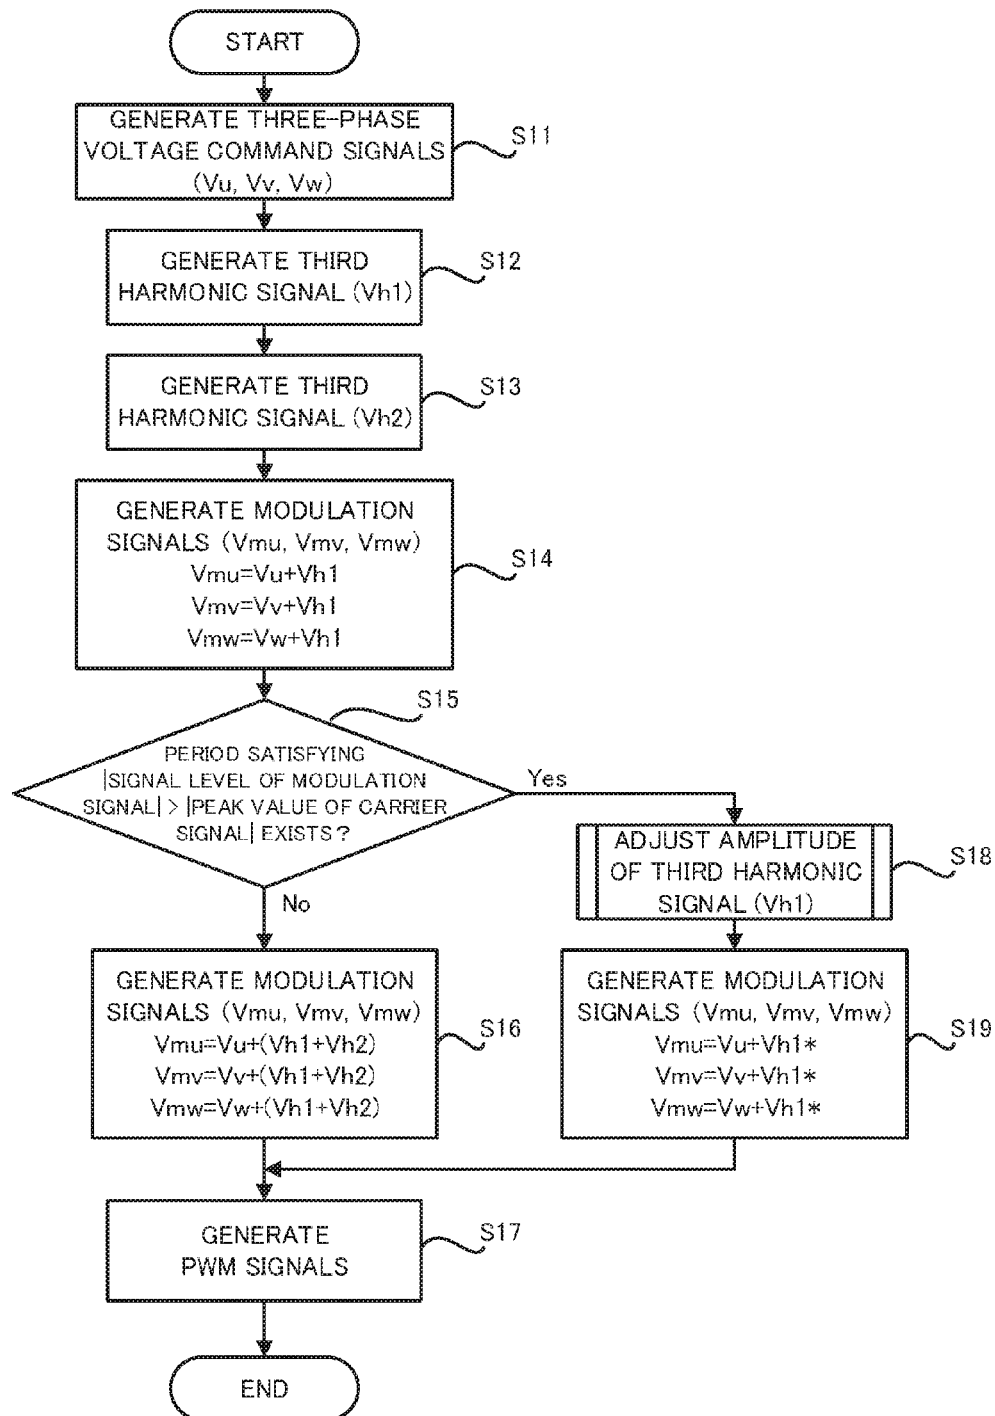 START
GENERATE THREE-PHASE
VOLTAGE COMMAND SIGNALS
(Vu, Vv, Vw)
S11
GENERATE THIRD
HARMONIC SIGNAL (Vh1)
S12
GENERATE THIRD
HARMONIC SIGNAL (Vh2)
S13
GENERATE MODULATION
SIGNALS (Vmu, Vmv, Vmw)
Vmu=Vu+Vh1
Vmv=Vv+Vh1
Vmw=Vw+Vh1
S14
S15
PERIOD SATISFYING
|SIGNAL LEVEL OF MODULATION
SIGNAL| > |PEAK VALUE OF CARRIER
SIGNAL| EXISTS?
Yes
No
ADJUST AMPLITUDE
OF THIRD HARMONIC
SIGNAL (Vh1)
S18
GENERATE MODULATION
SIGNALS (Vmu, Vmv, Vmw)
Vmu=Vu+(Vh1+Vh2)
Vmv=Vv+(Vh1+Vh2)
Vmw=Vw+(Vh1+Vh2)
S16
GENERATE MODULATION
SIGNALS (Vmu, Vmv, Vmw)
Vmu=Vu+Vh1*
Vmv=Vv+Vh1*
Vmw=Vw+Vh1*
S19
GENERATE
PWM SIGNALS
S17
END